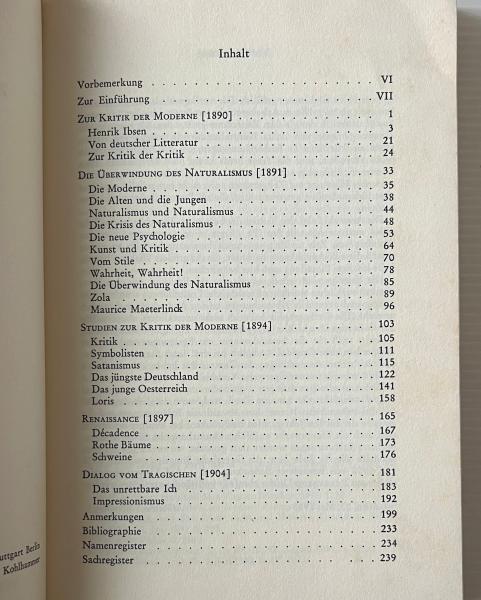 Inhalt
Vorbemerkung . . . . . . . . . . . . . . . . . . VI
Zur Einführung . . . . . . . . . . . . . . . . . . VII
Zur Kritik der Moderne [1890] . . . . . . . . . . . . 1
Henrik Ibsen . . . . . . . . . . . . . . . . . . 3
Von deutscher Litteratur . . . . . . . . . . . . . . 21
Zur Kritik der Kritik . . . . . . . . . . . . . . . 24
Die Überwindung des Naturalismus [1891] . . . . . . . . 33
Die Moderne . . . . . . . . . . . . . . . . . . 35
Die Alten und die Jungen . . . . . . . . . . . . . . 38
Naturalismus und Naturalismus . . . . . . . . . . . . 44
Die Krisis des Naturalismus . . . . . . . . . . . . . 48
Die neue Psychologie . . . . . . . . . . . . . . . 53
Kunst und Kritik . . . . . . . . . . . . . . . . . 64
Vom Stile . . . . . . . . . . . . . . . . . . . 70
Wahrheit, Wahrheit! . . . . . . . . . . . . . . . 78
Die Überwindung des Naturalismus . . . . . . . . . . . 85
Zola . . . . . . . . . . . . . . . . . . . . . 89
Maurice Maeterlinck . . . . . . . . . . . . . . . 96
Studien zur Kritik der Moderne [1894] . . . . . . . . . 103
Kritik . . . . . . . . . . . . . . . . . . . . 105
Symbolisten . . . . . . . . . . . . . . . . . . 111
Satanismus . . . . . . . . . . . . . . . . . . 115
Das jüngste Deutschland . . . . . . . . . . . . . . 122
Das junge Oesterreich . . . . . . . . . . . . . . . 141
Loris . . . . . . . . . . . . . . . . . . . . . 158
Renaissance [1897] . . . . . . . . . . . . . . . . 165
Décadence . . . . . . . . . . . . . . . . . . . 167
Rothe Bäume . . . . . . . . . . . . . . . . . . 173
Schweine . . . . . . . . . . . . . . . . . . . 176
Dialog vom Tragischen [1904] . . . . . . . . . . . . 181
Das unrettbare Ich . . . . . . . . . . . . . . . . 183
Impressionismus . . . . . . . . . . . . . . . . . 192
Anmerkungen . . . . . . . . . . . . . . . . . . 199
Bibliographie . . . . . . . . . . . . . . . . . . 233
Namenregister . . . . . . . . . . . . . . . . . . 234
Sachregister . . . . . . . . . . . . . . . . . . 239
uttgart Berlin
Kohlhammer